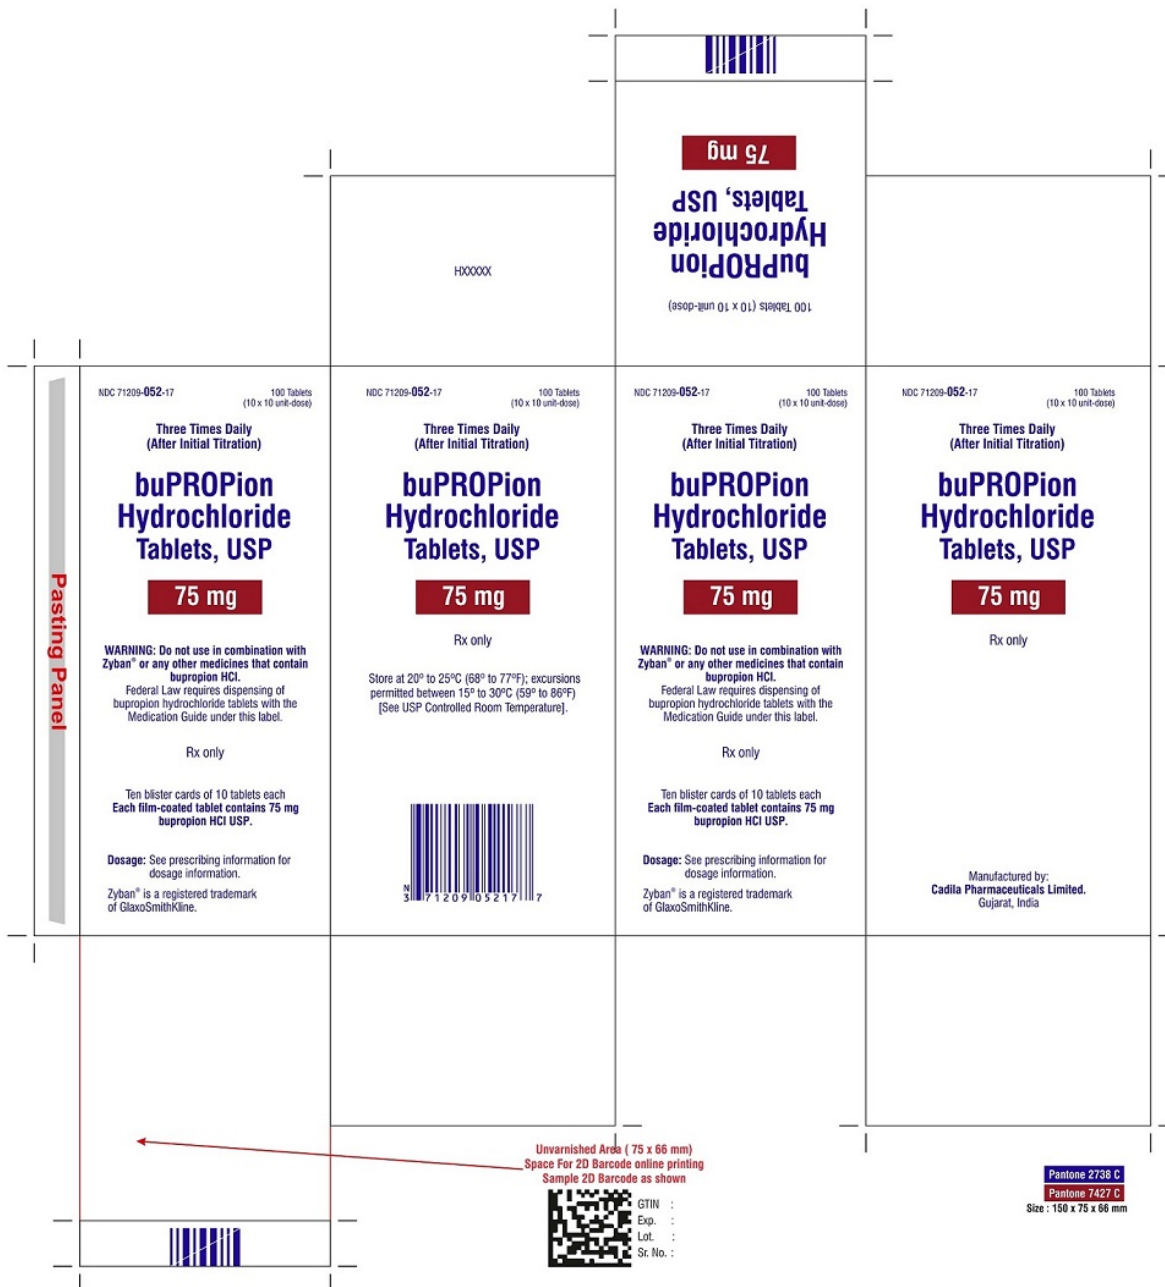 75 mg
buPROPion
Hydrochloride
Tablets, USP
100 Tablets (10 x 10 unit-dose)
HXXXXX
Pasting Panel
NDC 71209-052-17
100 Tablets
(10 x 10 unit-dose)
Three Times Daily
(After Initial Titration)
buPROPion
Hydrochloride
Tablets, USP
75 mg
WARNING: Do not use in combination with
Zyban® or any other medicines that contain
bupropion HCl.
Federal Law requires dispensing of
bupropion hydrochloride tablets with the
Medication Guide under this label.
Rx only
Ten blister cards of 10 tablets each
Each film-coated tablet contains 75 mg
bupropion HCl USP.
Dosage: See prescribing information for
dosage information.
Zyban® is a registered trademark
of GlaxoSmithKline.
NDC 71209-052-17
100 Tablets
(10 x 10 unit-dose)
Three Times Daily
(After Initial Titration)
buPROPion
Hydrochloride
Tablets, USP
75 mg
Rx only
Store at 20º to 25ºC (68º to 77ºF); excursions
permitted between 15º to 30ºC (59º to 86ºF)
[See USP Controlled Room Temperature].
N
3 71209 05217 7
NDC 71209-052-17
100 Tablets
(10 x 10 unit-dose)
Three Times Daily
(After Initial Titration)
buPROPion
Hydrochloride
Tablets, USP
75 mg
WARNING: Do not use in combination with
Zyban® or any other medicines that contain
bupropion HCl.
Federal Law requires dispensing of
bupropion hydrochloride tablets with the
Medication Guide under this label.
Rx only
Ten blister cards of 10 tablets each
Each film-coated tablet contains 75 mg
bupropion HCl USP.
Dosage: See prescribing information for
dosage information.
Zyban® is a registered trademark
of GlaxoSmithKline.
NDC 71209-052-17
100 Tablets
(10 x 10 unit-dose)
Three Times Daily
(After Initial Titration)
buPROPion
Hydrochloride
Tablets, USP
75 mg
Rx only
Manufactured by:
Cadila Pharmaceuticals Limited.
Gujarat, India
Unvarnished Area ( 75 x 66 mm)
Space For 2D Barcode online printing
Sample 2D Barcode as shown
GTIN :
Exp. :
Lot. :
Sr. No. :
Pantone 2738 C
Pantone 7427 C
Size : 150 x 75 x 66 mm